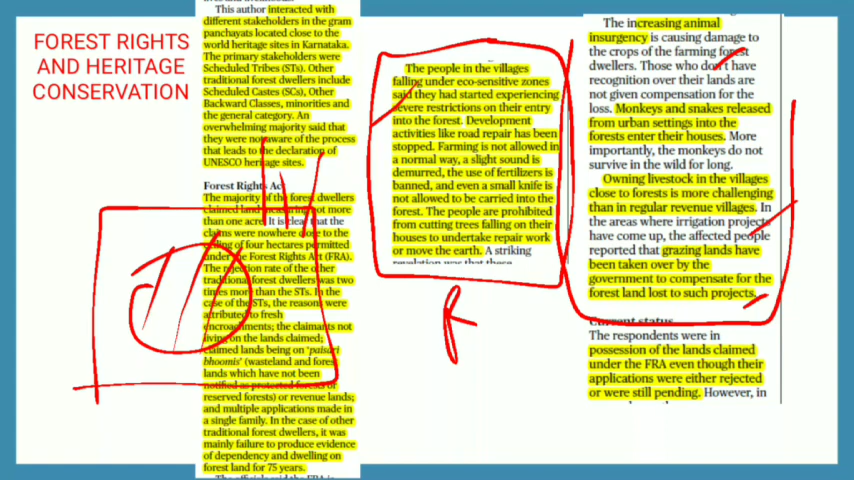 FOREST RIGHTS
AND HERITAGE
CONSERVATION
This author interacted with
different stakeholders in the gram
panchayats located close to the
world heritage sites in Karnataka.
The primary stakeholders were
Scheduled Tribes (STs). Other
traditional forest dwellers include
Scheduled Castes (SCs), Other
Backward Classes, minorities and
the general category. An
overwhelming majority said that
they were not aware of the process
that leads to the declaration of
UNESCO heritage sites.
Forest Rights Act
The majority of the forest dwellers
claimed land measuring not more
than one acre. It is clear that the
claims were nowhere close to the
ceiling of four hectares permitted
under the Forest Rights Act (FRA).
The rejection rate of the other
traditional forest dwellers was two
times more than the STs. In the
case of the STs, the reasons were
attributed to fresh
encroachments; the claimants not
living on the lands claimed;
claimed lands being on 'paisari
bhoomis' (wasteland and forest
lands which have not been
notified as protected forests or
reserved forests) or revenue lands;
and multiple applications made in
a single family. In the case of other
traditional forest dwellers, it was
mainly failure to produce evidence
of dependency and dwelling on
forest land for 75 years.
The people in the villages
falling under eco-sensitive zones
said they had started experiencing
severe restrictions on their entry
into the forest. Development
activities like road repair has been
stopped. Farming is not allowed in
a normal way, a slight sound is
demurred, the use of fertilizers is
banned, and even a small knife is
not allowed to be carried into the
forest. The people are prohibited
from cutting trees falling on their
houses to undertake repair work
or move the earth. A striking
revelation was that these
The increasing animal
insurgency is causing damage to
the crops of the farming forest
dwellers. Those who don't have
recognition over their lands are
not given compensation for the
loss. Monkeys and snakes released
from urban settings into the
forests enter their houses. More
importantly, the monkeys do not
survive in the wild for long.
Owning livestock in the villages
close to forests is more challenging
than in regular revenue villages. In
the areas where irrigation projects
have come up, the affected people
reported that grazing lands have
been taken over by the
government to compensate for the
forest land lost to such projects.
Current status
The respondents were in
possession of the lands claimed
under the FRA even though their
applications were either rejected
or were still pending. However, in